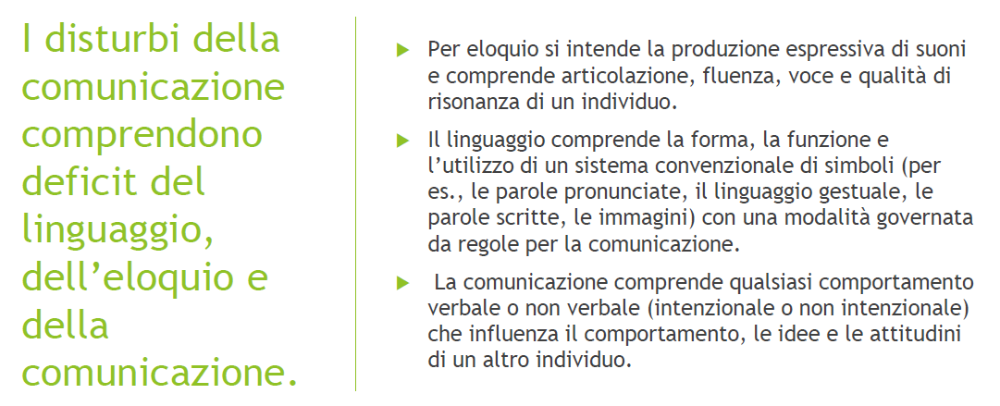 I disturbi della
comunicazione
comprendono
deficit del
linguaggio,
dell’eloquio e
della
comunicazione.
Per eloquio si intende la produzione espressiva di suoni
e comprende articolazione, fluenza, voce e qualità di
risonanza di un individuo.
Il linguaggio comprende la forma, la funzione e
l’utilizzo di un sistema convenzionale di simboli (per
es., le parole pronunciate, il linguaggio gestuale, le
parole scritte, le immagini) con una modalità governata
da regole per la comunicazione.
La comunicazione comprende qualsiasi comportamento
verbale o non verbale (intenzionale o non intenzionale)
che influenza il comportamento, le idee e le attitudini
di un altro individuo.